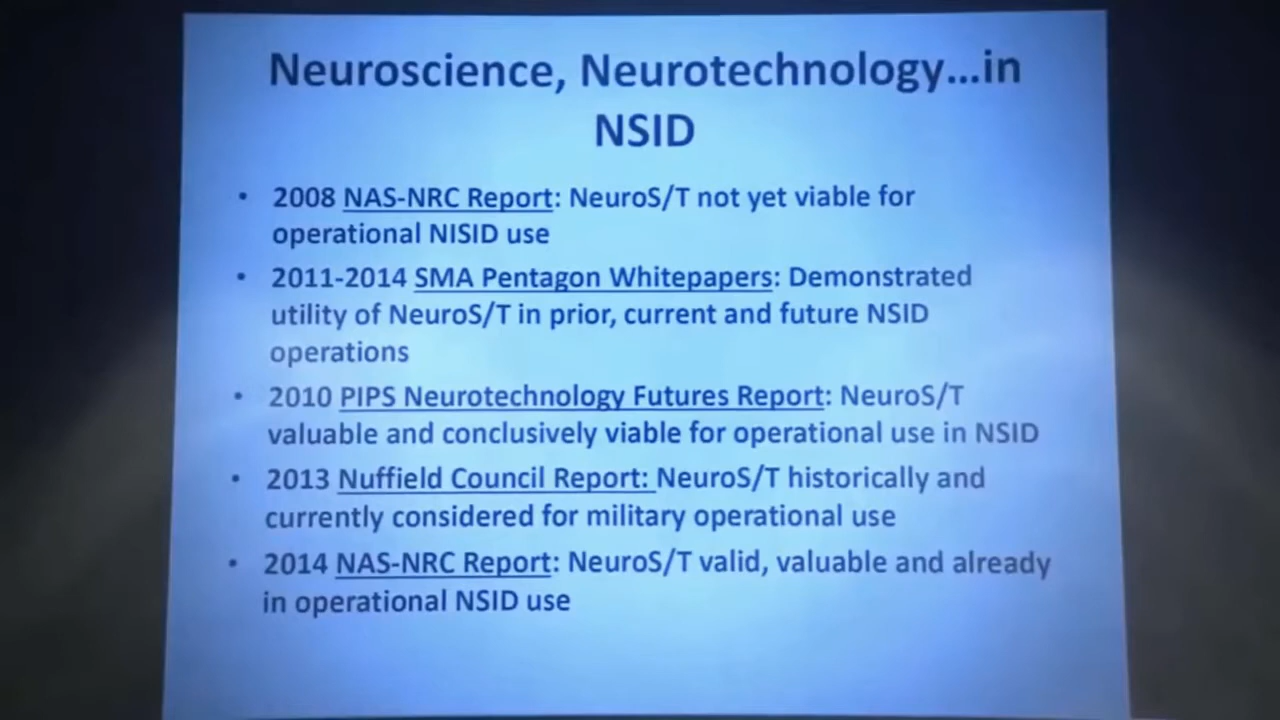 Neuroscience, Neurotechnology...in
NSID
• 2008 NAS-NRC Report: NeuroS/T not yet viable for
operational NISID use
• 2011-2014 SMA Pentagon Whitepapers: Demonstrated
utility of NeuroS/T in prior, current and future NSID
operations
• 2010 PIPS Neurotechnology Futures Report: NeuroS/T
valuable and conclusively viable for operational use in NSID
• 2013 Nuffield Council Report: NeuroS/T historically and
currently considered for military operational use
• 2014 NAS-NRC Report: NeuroS/T valid, valuable and already
in operational NSID use